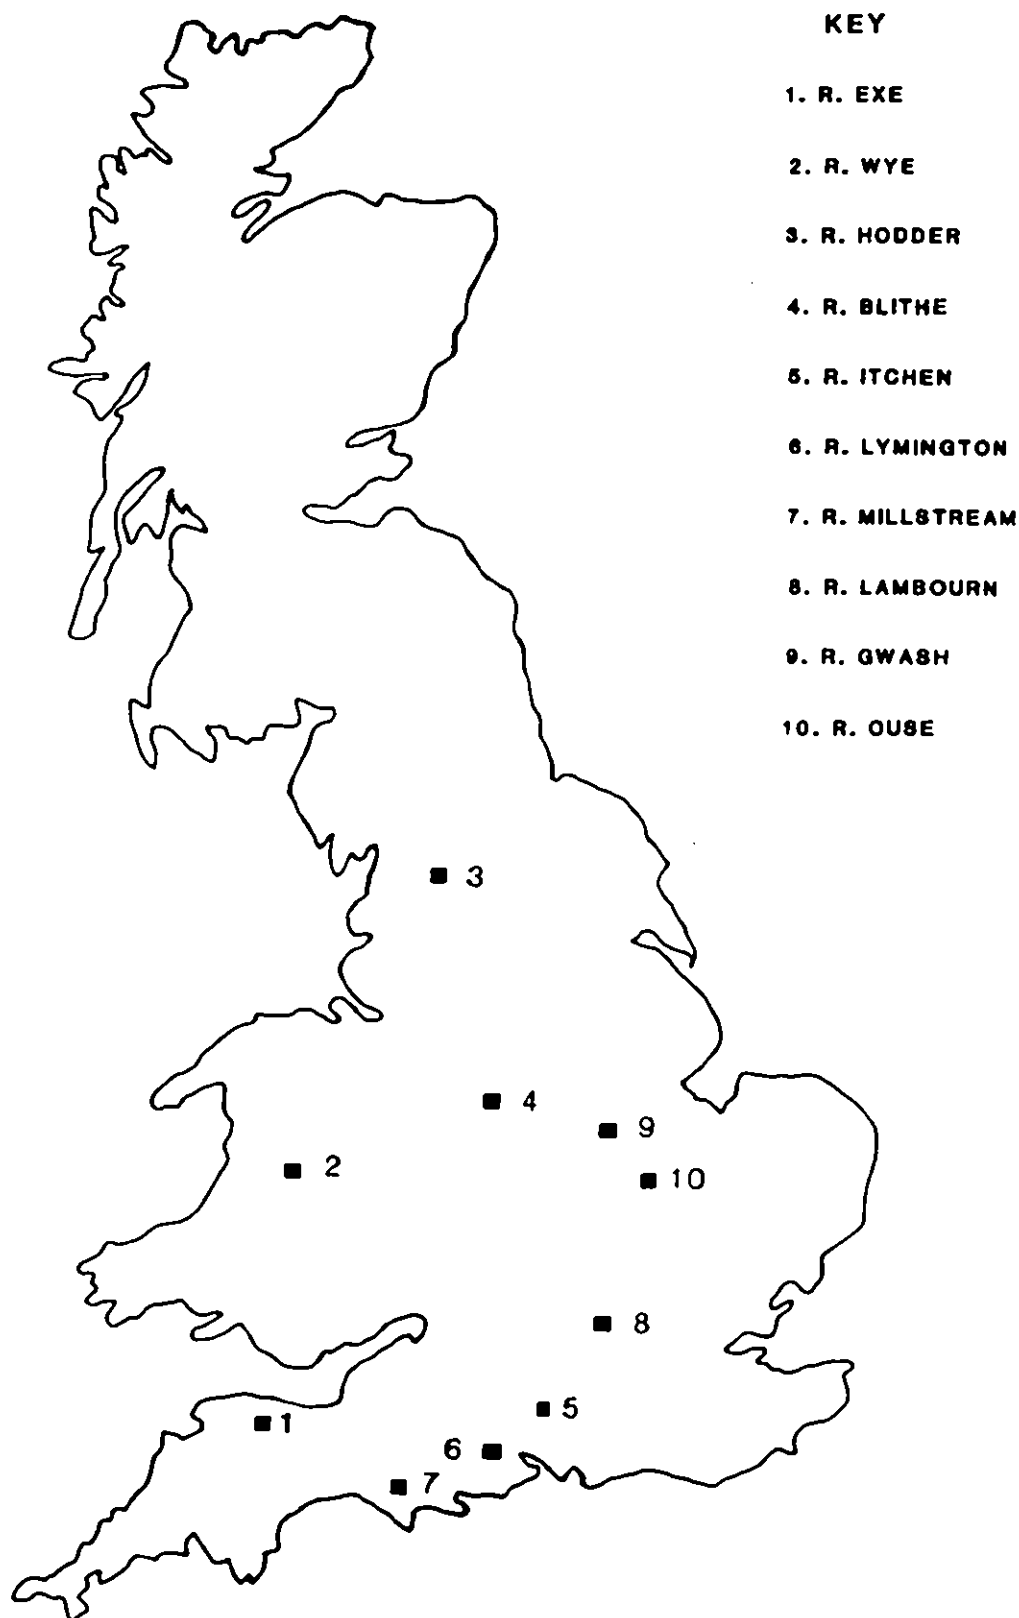 KEY
1. R. EXE
2. R. WYE
3. R. HODDER
4. R. BLITHE
5. R. ITCHEN
6. R. LYMINGTON
7. R. MILLSTREAM
8. R. LAMBOURN
9. R. GWASH
10. R. OUSE
3
4
9
2
10
8
5
1
6
7